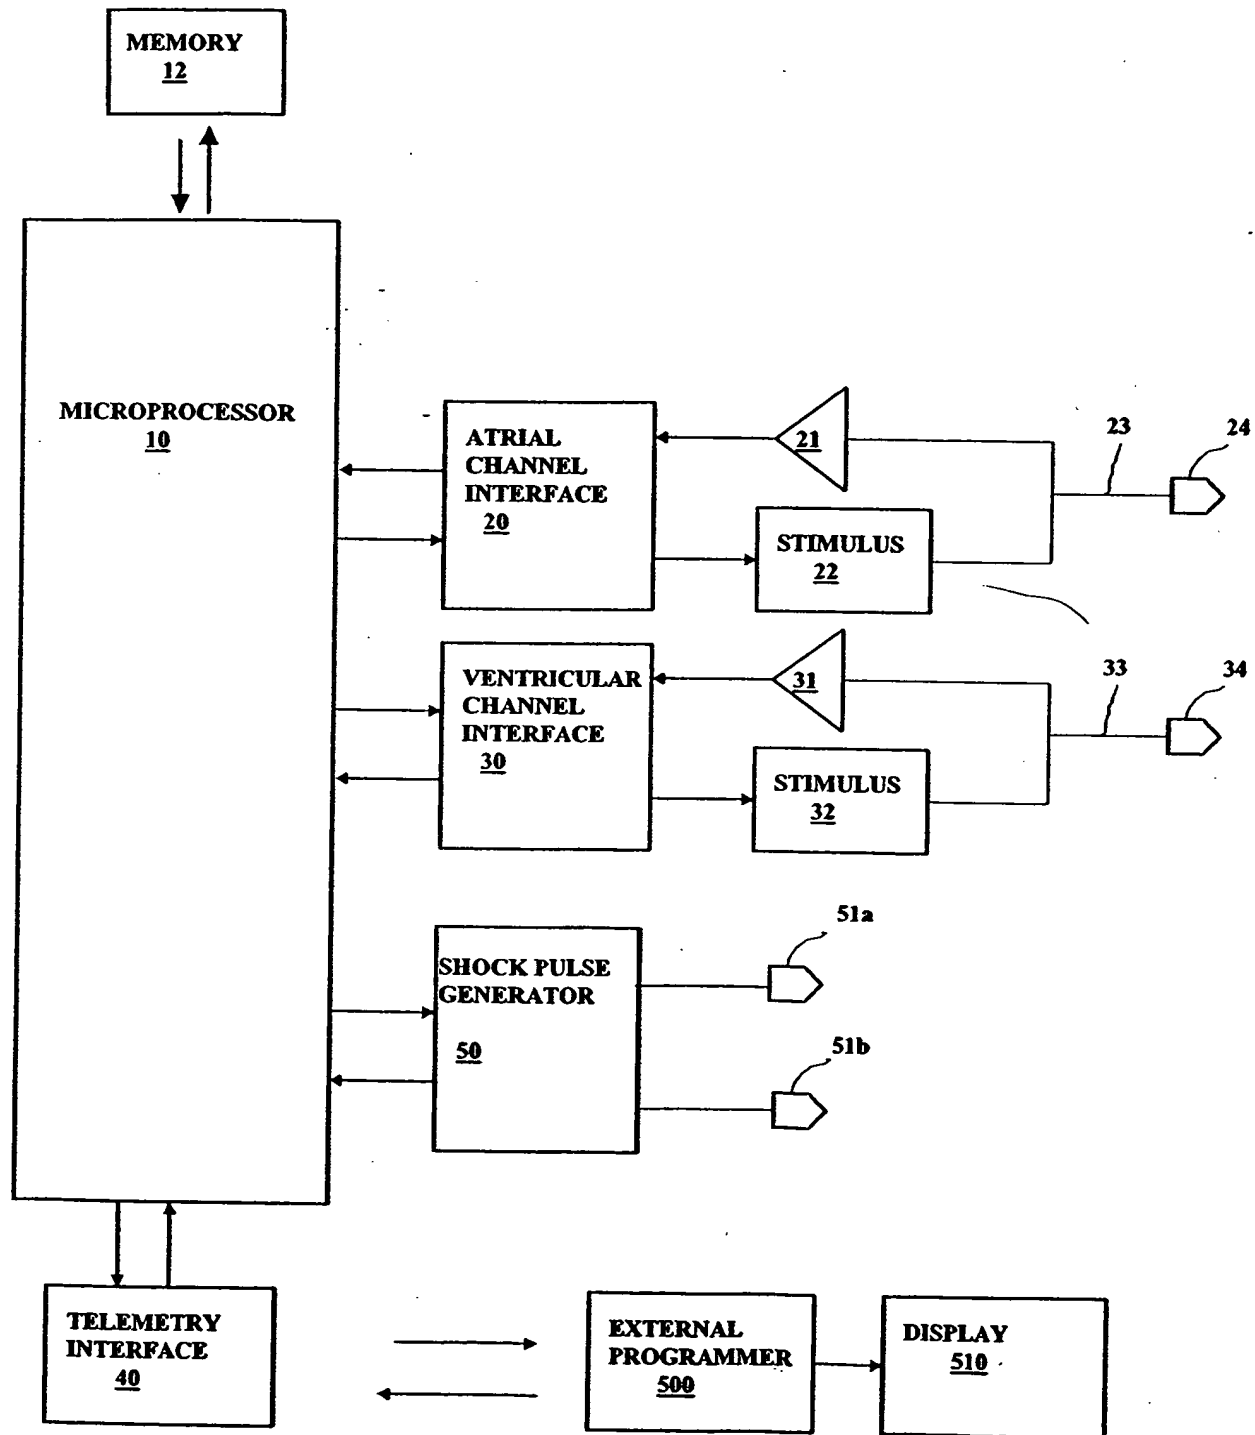 MEMORY
12
MICROPROCESSOR
10
ATRIAL
CHANNEL
INTERFACE
20
21
STIMULUS
22
23
24
VENTRICULAR
CHANNEL
INTERFACE
30
31
STIMULUS
32
33
34
SHOCK PULSE
GENERATOR
50
51a
51b
TELEMETRY
INTERFACE
40
EXTERNAL
PROGRAMMER
500
DISPLAY
510